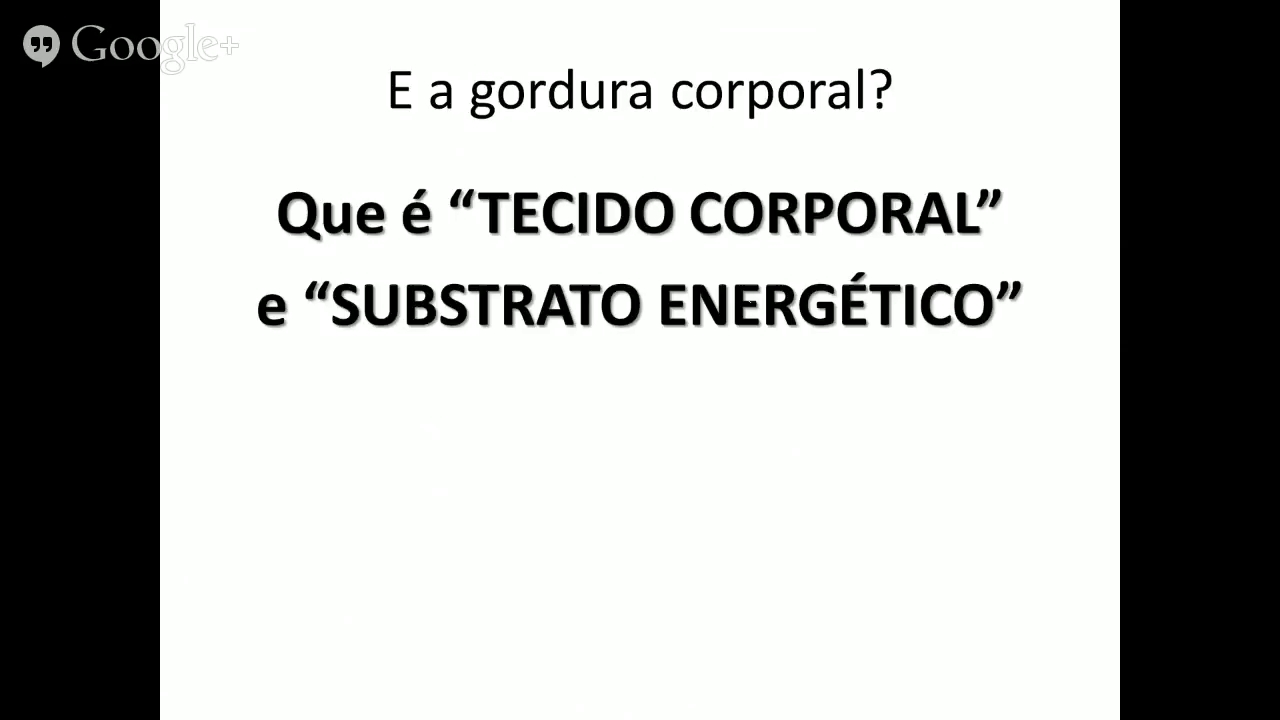 Google+
E a gordura corporal?
Que é “TECIDO CORPORAL”
e “SUBSTRATO ENERGÉTICO”